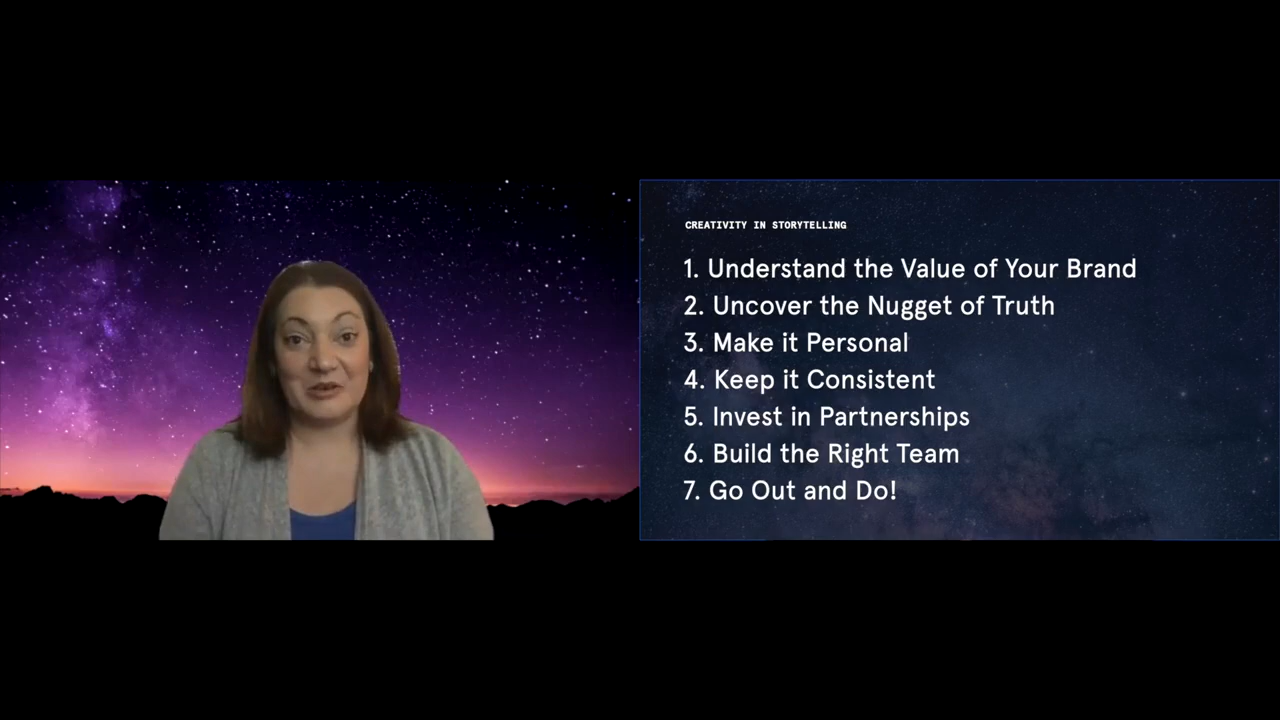 CREATIVITY IN STORYTELLING
1. Understand the Value of Your Brand
2. Uncover the Nugget of Truth
3. Make it Personal
4. Keep it Consistent
5. Invest in Partnerships
6. Build the Right Team
7. Go Out and Do!